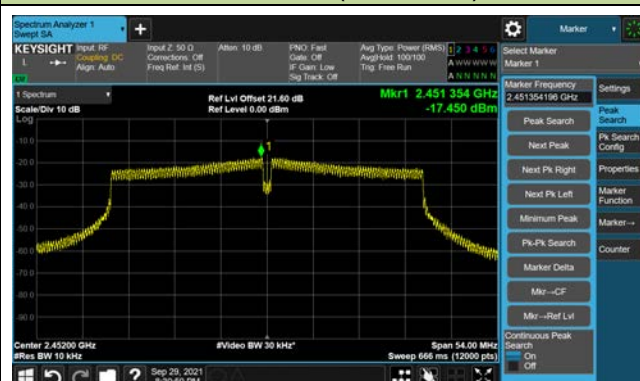 Spectrum Analyzer 1
Swept SA
Marker
KEYSIGHT
L
Input: RF
Coupling: DC
Align: Auto
Input Z: 50 Ω
Corrections: Off
Freq Ref: Int (S)
Atten: 10 dB
PNO: Fast
Gate: Off
IF Gain: Low
Sig Track: Off
Avg Type: Power (RMS)
Avg|Hold: 100/100
Trig: Free Run
1 2 3 4 5 6
A W W W W W
A N N N N N
Select Marker
Marker 1
1 Spectrum
Scale/Div 10 dB
Log
Ref Lvl Offset 21.60 dB
Ref Level 0.00 dBm
Mkr1 2.451 354 GHz
-17.450 dBm
-10.0
-20.0
-30.0
-40.0
-50.0
-60.0
-70.0
-80.0
-90.0
1
Center 2.45200 GHz
#Res BW 10 kHz
#Video BW 30 kHz*
Span 54.00 MHz
Sweep 666 ms (12000 pts)
Marker Frequency
2.451354196 GHz
Peak Search
Next Peak
Next Pk Right
Next Pk Left
Minimum Peak
Pk-Pk Search
Marker Delta
Mkr→CF
Mkr→Ref Lvl
Continuous Peak
Search
On
Off
Settings
Peak
Search
Pk Search
Config
Properties
Marker
Function
Marker→
Counter
Sep 29, 2021